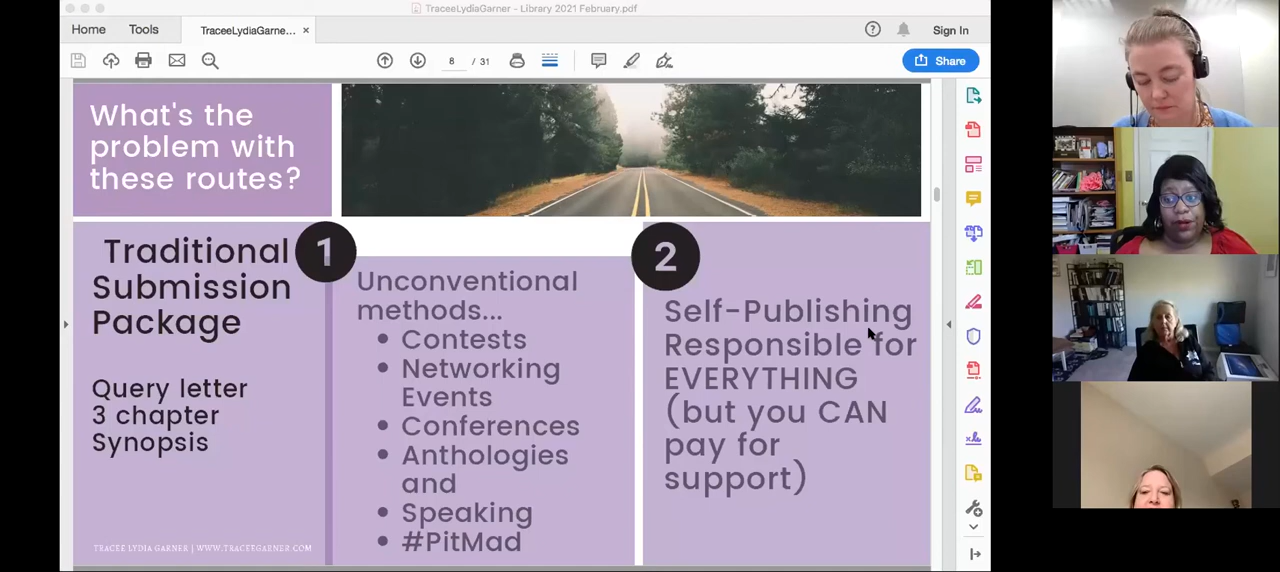 TraceeLydiaGarner - Library 2021 February.pdf
Home
Tools
TraceeLydiaGarne...
Sign In
8
/ 31
Share
What's the
problem with
these routes?
1
Traditional
Submission
Package
Query letter
3 chapter
Synopsis
TRACEE LYDIA GARNER | WWW.TRACEEGARNER.COM
Unconventional
methods...
• Contests
• Networking
Events
• Conferences
• Anthologies
and
• Speaking
• #PitMad
2
Self-Publishing
Responsible for
EVERYTHING
(but you CAN
pay for
support)